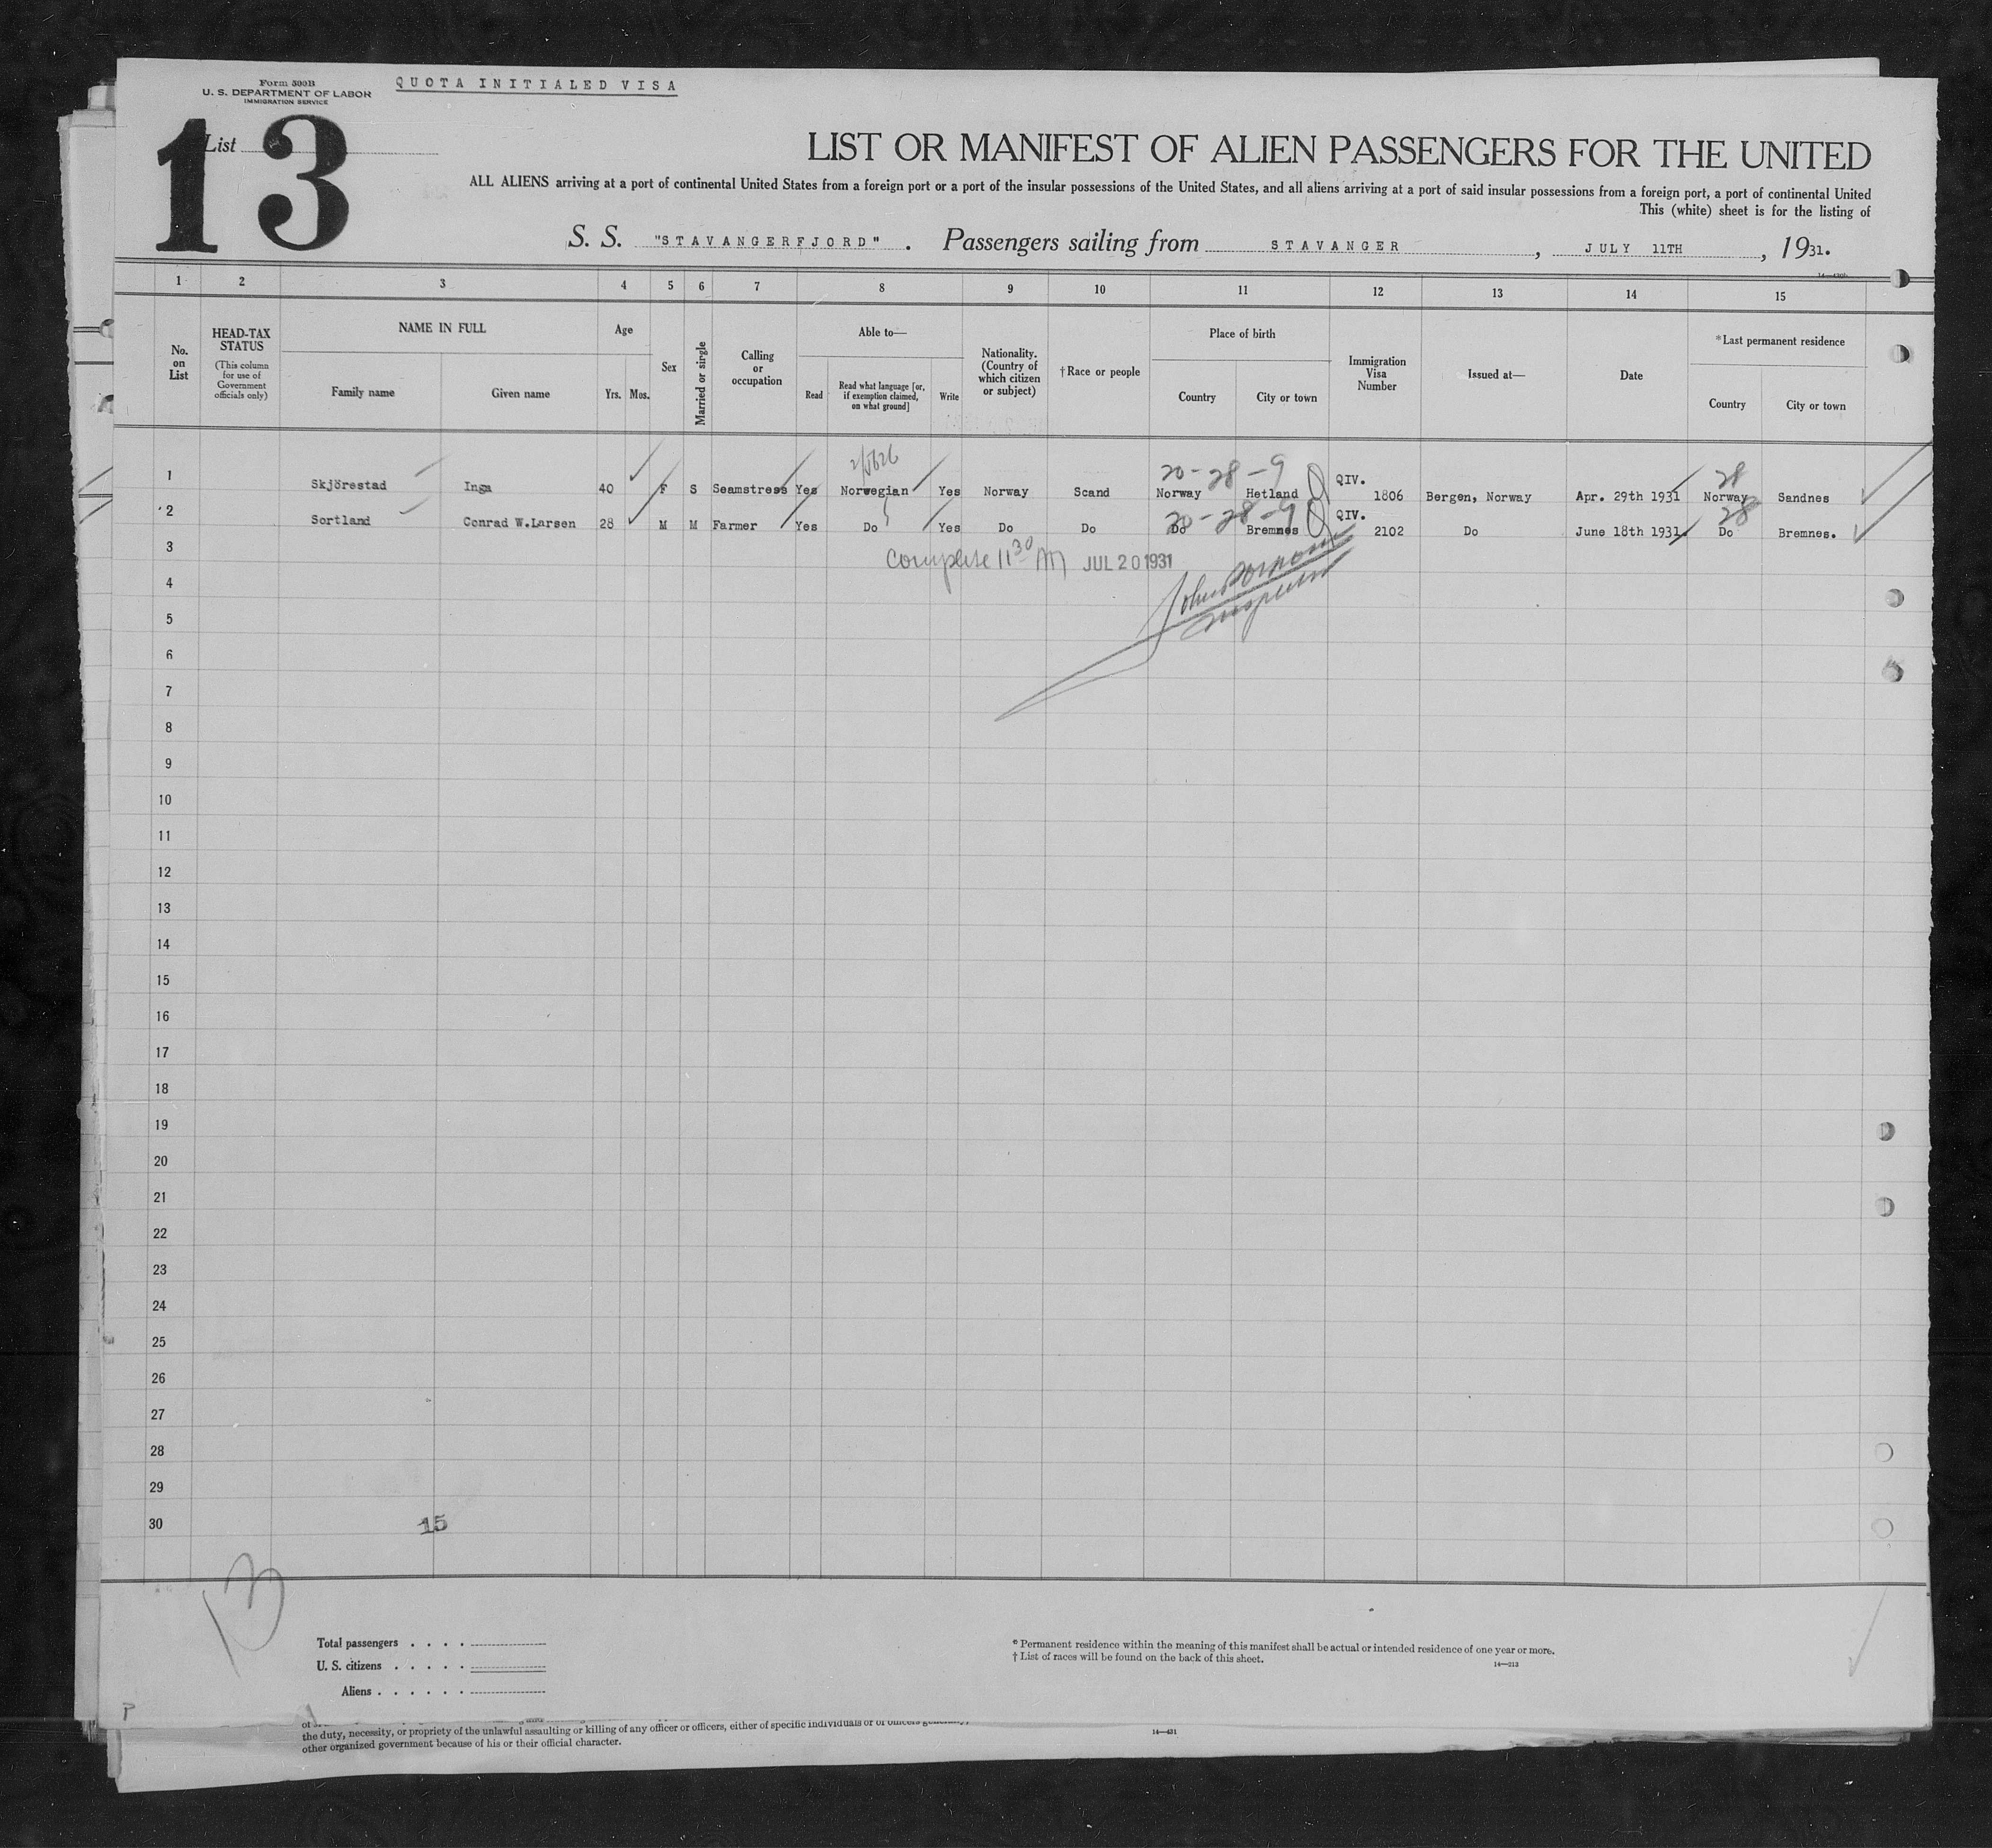 Form 500B
U. S. DEPARTMENT OF LABOR
IMMIGRATION SERVICE
QUOTA INITIALED VISA
List
13
LIST OR MANIFEST OF ALIEN PASSENGERS FOR THE UNITED
ALL ALIENS arriving at a port of continental United States from a foreign port or a port of the insular possessions of the United States, and all aliens arriving at a port of said insular possessions from a foreign port, a port of continental United
This (white) sheet is for the listing of
S. S. "STAVANGERFJORD". Passengers sailing from STAVANGER, JULY 11TH, 1931.
1 2 3 4 5 6 7 8 9 10 11 12 13 14 15
No. on List
HEAD-TAX STATUS
(This column for use of Government officials only)
NAME IN FULL
Family name Given name
Age
Yrs. Mos.
Sex
Married or single
Calling or occupation
Able to—
Read
Read what language [or, if exemption claimed, on what ground]
Write
Nationality. (Country of which citizen or subject)
†Race or people
Place of birth
Country City or town
Immigration Visa Number
Issued at—
Date
*Last permanent residence
Country City or town
20-28-9 28
1 Skjörestad Inga 40 F S Seamstress Yes Norwegian Yes Norway Scand Norway Hetland QIV. 1806 Bergen, Norway Apr. 29th 1931 Norway Sandnes
20-28-9 28
2 Sortland Conrad W.Larsen 28 M M Farmer Yes Do Yes Do Do Do Bremnes QIV. 2102 Do June 18th 1931 Do Bremnes.
3 Complete 11 30 AM JUL 20 1931
4
5
6
7
8
9
10
11
12
13
14
15
16
17
18
19
20
21
22
23
24
25
26
27
28
29
30 15
13
Total passengers . . . .
U. S. citizens . . . . .
Aliens . . . . . .
* Permanent residence within the meaning of this manifest shall be actual or intended residence of one year or more.
† List of races will be found on the back of this sheet.
14—213
P
the duty, necessity, or propriety of the unlawful assaulting or killing of any officer or officers, either of specific individuals or of officers
other organized government because of his or their official character.
14—431